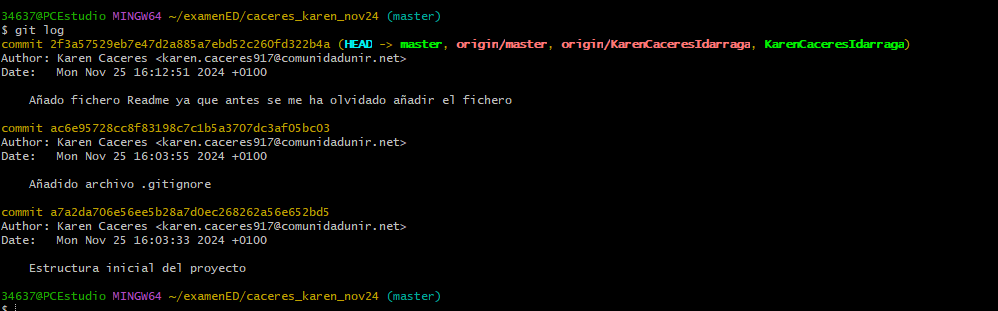 34637@PCEstudio MINGW64 ~/examenED/caceres_karen_nov24 (master)
$ git log
commit 2f3a57529eb7e47d2a885a7ebd52c260fd322b4a (HEAD -> master, origin/master, origin/KarenCaceresIdarraga, KarenCaceresIdarraga)
Author: Karen Caceres <karen.caceres917@comunidadunir.net>
Date:   Mon Nov 25 16:12:51 2024 +0100
Añado fichero Readme ya que antes se me ha olvidado añadir el fichero
commit ac6e95728cc8f83198c7c1b5a3707dc3af05bc03
Author: Karen Caceres <karen.caceres917@comunidadunir.net>
Date:   Mon Nov 25 16:03:55 2024 +0100
Añadido archivo .gitignore
commit a7a2da706e56ee5b28a7d0ec268262a56e652bd5
Author: Karen Caceres <karen.caceres917@comunidadunir.net>
Date:   Mon Nov 25 16:03:33 2024 +0100
Estructura inicial del proyecto
34637@PCEstudio MINGW64 ~/examenED/caceres_karen_nov24 (master)
$